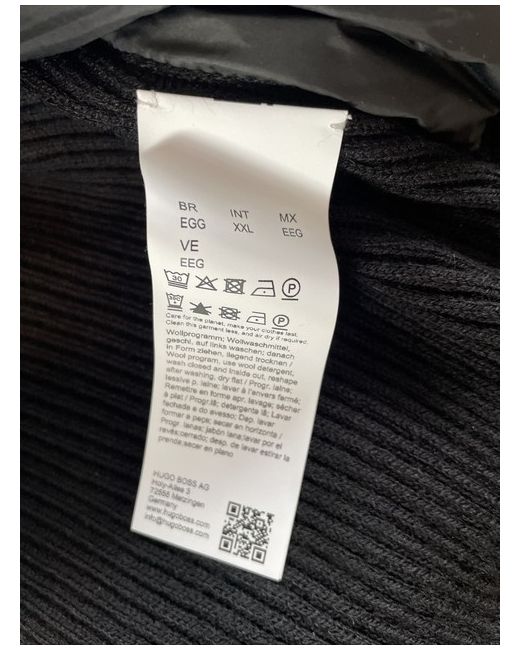 BR INT MX
EGG XXL EEG
VE
EEG
30 P
30 P
Care for the planet, make your clothes last.
Clean this garment less, and air dry if required.
Wollprogramm; Wollwaschmittel,
geschl, auf links waschen; danach
in Form ziehen, liegend trocknen /
Wool program, use wool detergent,
wash closed and inside out, reshape
after washing, dry flat / Progr. laine;
lessive p. laine; laver à l'envers fermé;
Remettre en forme apr. lavage; sécher
à plat / Progr.lã; detergente lã; Lavar
fechada a do avesso; Dep. lavar
formar a peça; secar en horizonta /
Progr. lanas; jabón lana;lavar por el
revés;cerrado; desp. de lavar estirar la
prenda;secar en plano
HUGO BOSS AG
Holy-Allee 3
72555 Metzingen
Germany
www.hugoboss.com
info@hugoboss.com